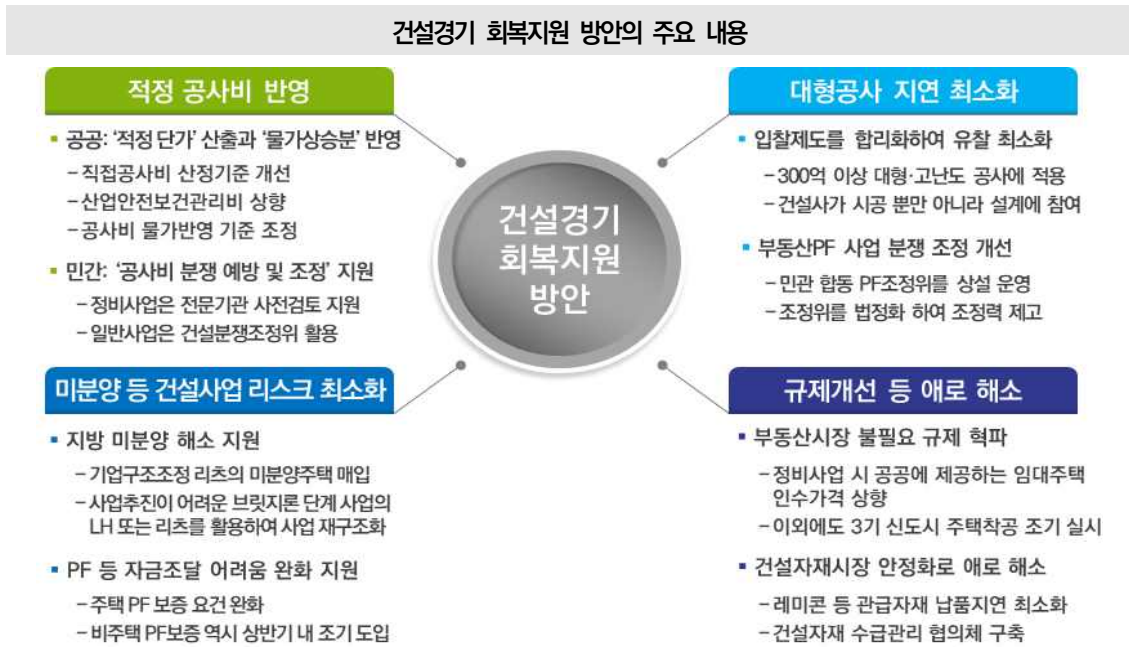 건설경기 회복지원 방안의 주요 내용
적정 공사비 반영
▪ 공공: '적정 단가' 산출과 '물가상승분' 반영
– 직접공사비 산정기준 개선
– 산업안전보건관리비 상향
– 공사비 물가반영 기준 조정
▪ 민간: '공사비 분쟁 예방 및 조정' 지원
– 정비사업은 전문기관 사전검토 지원
– 일반사업은 건설분쟁조정위 활용
대형공사 지연 최소화
▪ 입찰제도를 합리화하여 유찰 최소화
– 300억 이상 대형·고난도 공사에 적용
– 건설사가 시공 뿐만 아니라 설계에 참여
▪ 부동산PF 사업 분쟁 조정 개선
– 민관 합동 PF조정위를 상설 운영
– 조정위를 법정화 하여 조정력 제고
건설경기
회복지원
방안
미분양 등 건설사업 리스크 최소화
▪ 지방 미분양 해소 지원
– 기업구조조정 리츠의 미분양주택 매입
– 사업추진이 어려운 브릿지론 단계 사업의
LH 또는 리츠를 활용하여 사업 재구조화
▪ PF 등 자금조달 어려움 완화 지원
– 주택 PF 보증 요건 완화
– 비주택 PF보증 역시 상반기 내 조기 도입
규제개선 등 애로 해소
▪ 부동산시장 불필요 규제 혁파
– 정비사업 시 공공에 제공하는 임대주택
인수가격 상향
– 이외에도 3기 신도시 주택착공 조기 실시
▪ 건설자재시장 안정화로 애로 해소
– 레미콘 등 관급자재 납품지연 최소화
– 건설자재 수급관리 협의체 구축